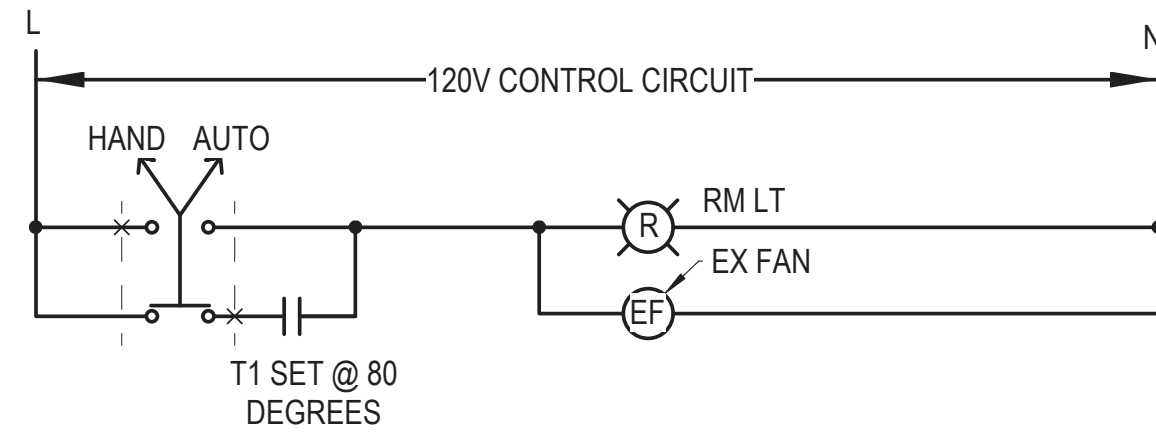 L
N
120V CONTROL CIRCUIT
HAND AUTO
R
RM LT
EX FAN
EF
T1 SET @ 80
DEGREES